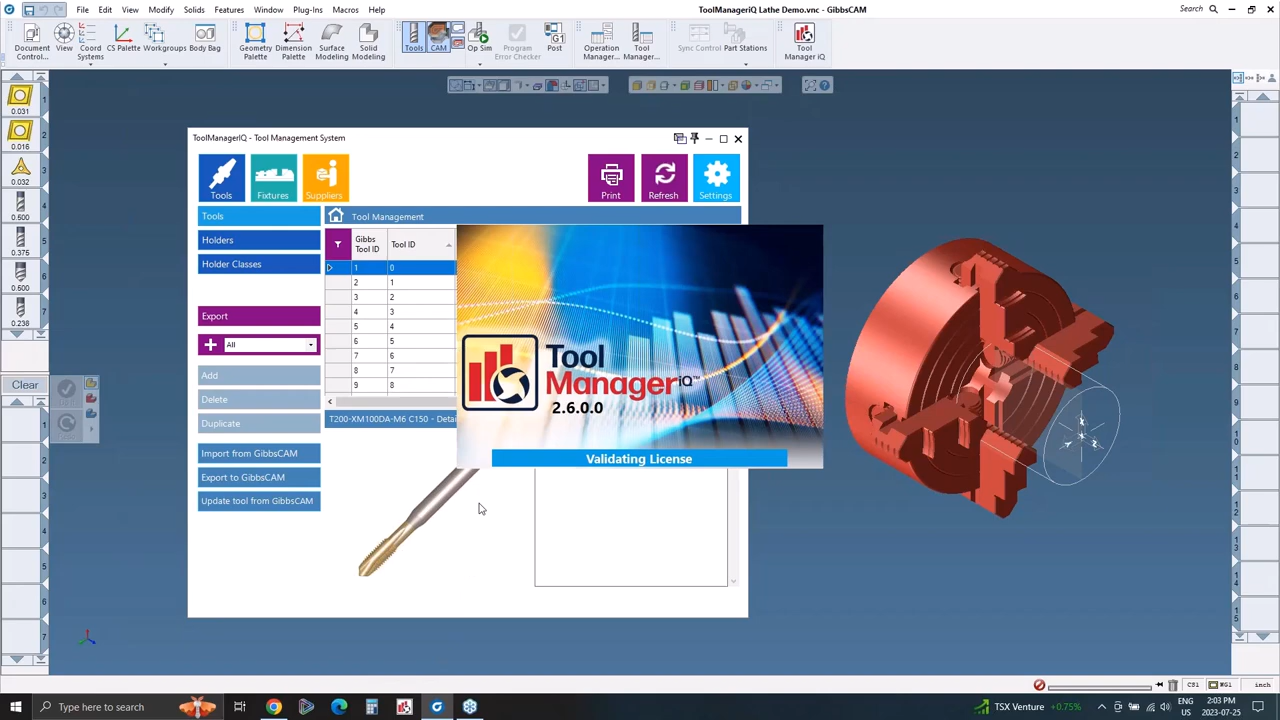 File Edit View Modify Solids Features Window Plug-Ins Macros Help
ToolManageriQ Lathe Demo.vnc - GibbsCAM
Search
Document Control...
View
Coord Systems
CS Palette
Workgroups
Body Bag
Geometry Palette
Dimension Palette
Surface Modeling
Solid Modeling
Tools
CAM
Op Sim
Program Error Checker
Post
Operation Manager...
Tool Manager...
Sync Control
Part Stations
Tool Manager iQ
0.031
0.016
0.032
0.500
0.375
0.500
0.238
Clear
ToolManagerIQ - Tool Management System
Tools
Fixtures
Suppliers
Print
Refresh
Settings
Tools
Holders
Holder Classes
Export
All
Add
Delete
Duplicate
Import from GibbsCAM
Export to GibbsCAM
Update tool from GibbsCAM
Tool Management
Gibbs Tool ID
Tool ID
1 0
2 1
3 2
4 3
5 4
6 5
7 6
8 7
9 8
T200-XM100DA-M6 C150 - Detai
Tool
ManageriQ™
2.6.0.0
Validating License
CS1
WG1
inch
Type here to search
TSX Venture +0.75%
ENG
US
2:03 PM
2023-07-25